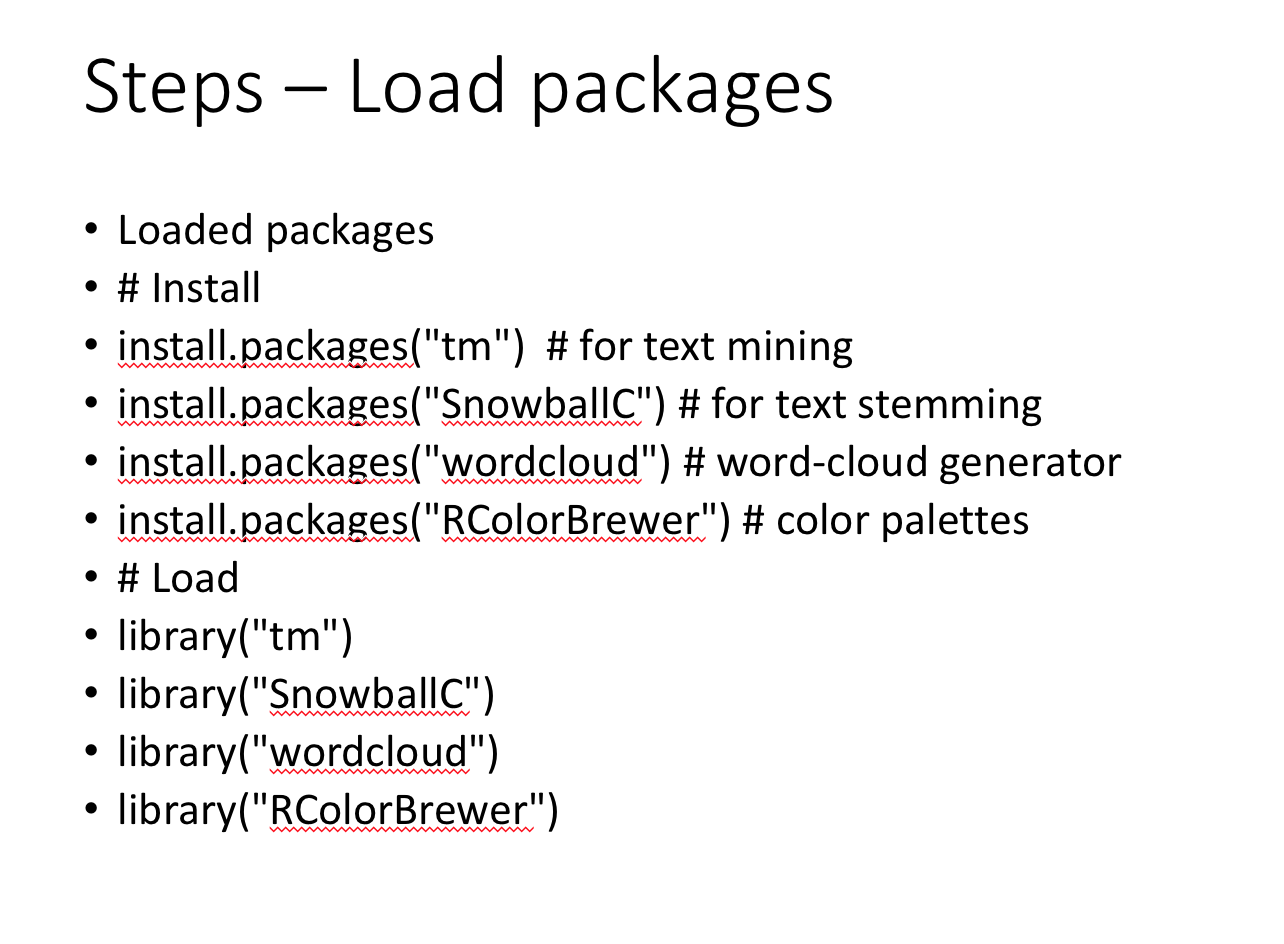 Steps – Load packages
• Loaded packages
• # Install
• install.packages("tm")  # for text mining
• install.packages("SnowballC") # for text stemming
• install.packages("wordcloud") # word-cloud generator
• install.packages("RColorBrewer") # color palettes
• # Load
• library("tm")
• library("SnowballC")
• library("wordcloud")
• library("RColorBrewer")